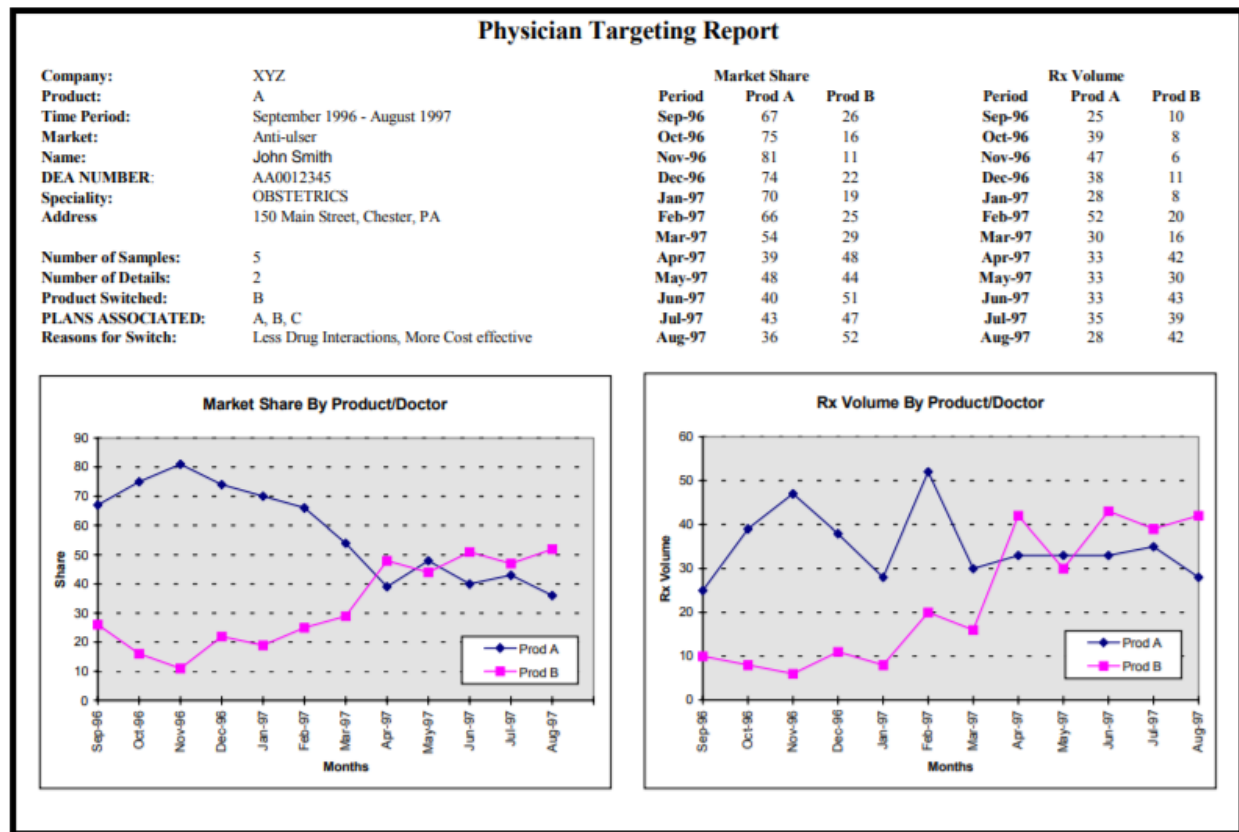 Physician Targeting Report
Company: XYZ
Product: A
Time Period: September 1996 - August 1997
Market: Anti-ulser
Name: John Smith
DEA NUMBER: AA0012345
Speciality: OBSTETRICS
Address 150 Main Street, Chester, PA
Number of Samples: 5
Number of Details: 2
Product Switched: B
PLANS ASSOCIATED: A, B, C
Reasons for Switch: Less Drug Interactions, More Cost effective
Market Share
Period Prod A Prod B
Sep-96 67 26
Oct-96 75 16
Nov-96 81 11
Dec-96 74 22
Jan-97 70 19
Feb-97 66 25
Mar-97 54 29
Apr-97 39 48
May-97 48 44
Jun-97 40 51
Jul-97 43 47
Aug-97 36 52
Rx Volume
Period Prod A Prod B
Sep-96 25 10
Oct-96 39 8
Nov-96 47 6
Dec-96 38 11
Jan-97 28 8
Feb-97 52 20
Mar-97 30 16
Apr-97 33 42
May-97 33 30
Jun-97 33 43
Jul-97 35 39
Aug-97 28 42
Market Share By Product/Doctor
Share
90
80
70
60
50
40
30
20
10
0
Prod A
Prod B
Sep-96 Oct-96 Nov-96 Dec-96 Jan-97 Feb-97 Mar-97 Apr-97 May-97 Jun-97 Jul-97 Aug-97
Months
Rx Volume By Product/Doctor
Rx Volume
60
50
40
30
20
10
0
Prod A
Prod B
Sep-96 Oct-96 Nov-96 Dec-96 Jan-97 Feb-97 Mar-97 Apr-97 May-97 Jun-97 Jul-97 Aug-97
Months